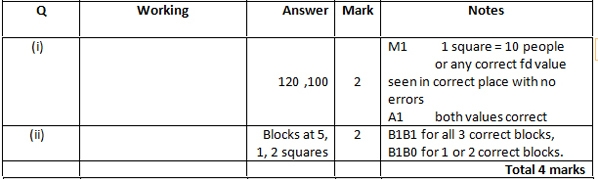 Q Working Answer Mark Notes
(i) M1 1 square = 10 people
or any correct fd value
120 ,100 2 seen in correct place with no
errors
A1 both values correct
(ii) Blocks at 5, 2 B1B1 for all 3 correct blocks,
1, 2 squares B1B0 for 1 or 2 correct blocks.
Total 4 marks